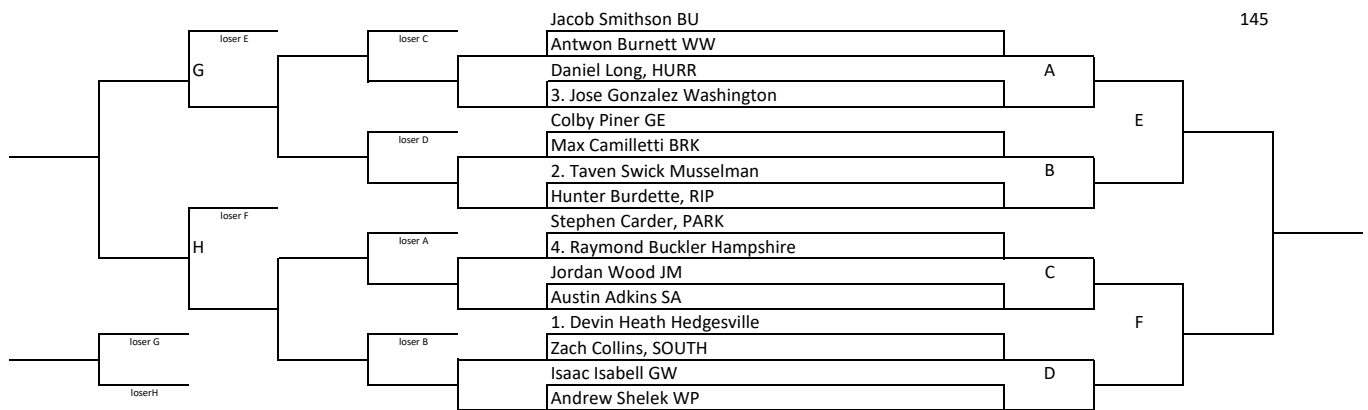 Jacob Smithson BU
145
loser E
loser C
Antwon Burnett WW
G
Daniel Long, HURR
A
3. Jose Gonzalez Washington
Colby Piner GE
E
loser D
Max Camilletti BRK
2. Taven Swick Musselman
B
Hunter Burdette, RIP
loser F
Stephen Carder, PARK
loser A
4. Raymond Buckler Hampshire
H
Jordan Wood JM
C
Austin Adkins SA
1. Devin Heath Hedgesville
F
loser G
loser B
Zach Collins, SOUTH
Isaac Isabell GW
D
loserH
Andrew Shelek WP